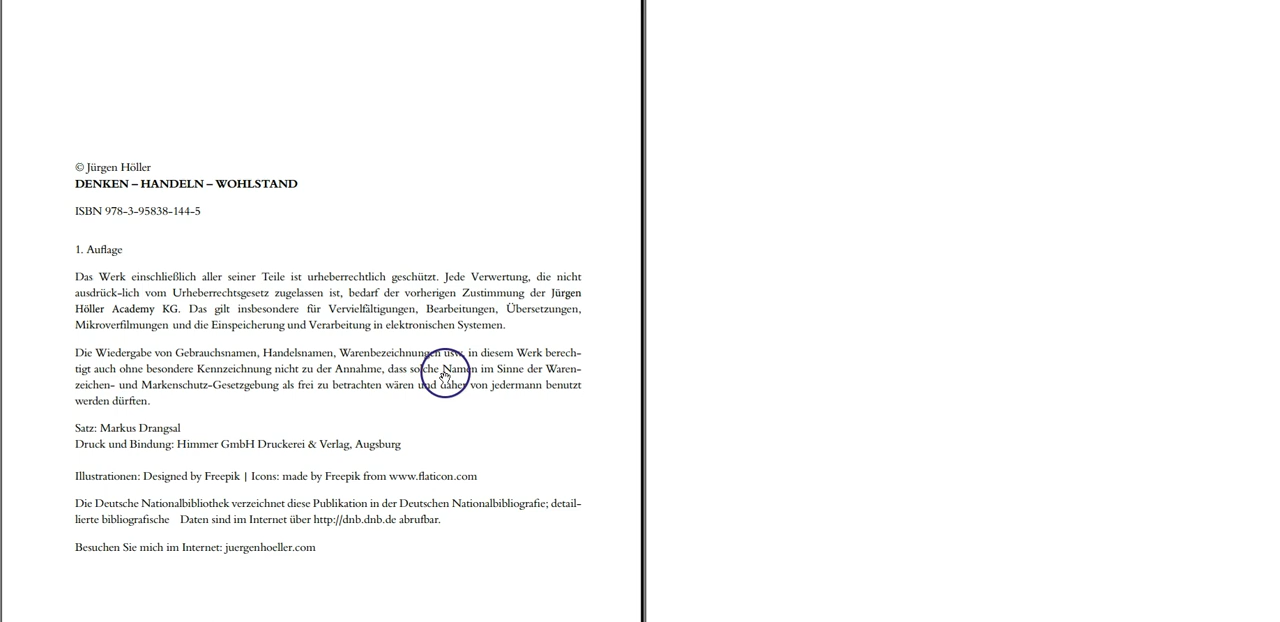 © Jürgen Höller
DENKEN – HANDELN – WOHLSTAND
ISBN 978-3-95838-144-5
1. Auflage
Das Werk einschließlich aller seiner Teile ist urheberrechtlich geschützt. Jede Verwertung, die nicht
ausdrück-lich vom Urheberrechtsgesetz zugelassen ist, bedarf der vorherigen Zustimmung der Jürgen
Höller Academy KG. Das gilt insbesondere für Vervielfältigungen, Bearbeitungen, Übersetzungen,
Mikroverfilmungen und die Einspeicherung und Verarbeitung in elektronischen Systemen.
Die Wiedergabe von Gebrauchsnamen, Handelsnamen, Warenbezeichnungen usw. in diesem Werk berech-
tigt auch ohne besondere Kennzeichnung nicht zu der Annahme, dass solche Namen im Sinne der Waren-
zeichen- und Markenschutz-Gesetzgebung als frei zu betrachten wären und daher von jedermann benutzt
werden dürften.
Satz: Markus Drangsal
Druck und Bindung: Himmer GmbH Druckerei & Verlag, Augsburg
Illustrationen: Designed by Freepik | Icons: made by Freepik from www.flaticon.com
Die Deutsche Nationalbibliothek verzeichnet diese Publikation in der Deutschen Nationalbibliografie; detail-
lierte bibliografische Daten sind im Internet über http://dnb.dnb.de abrufbar.
Besuchen Sie mich im Internet: juergenhoeller.com